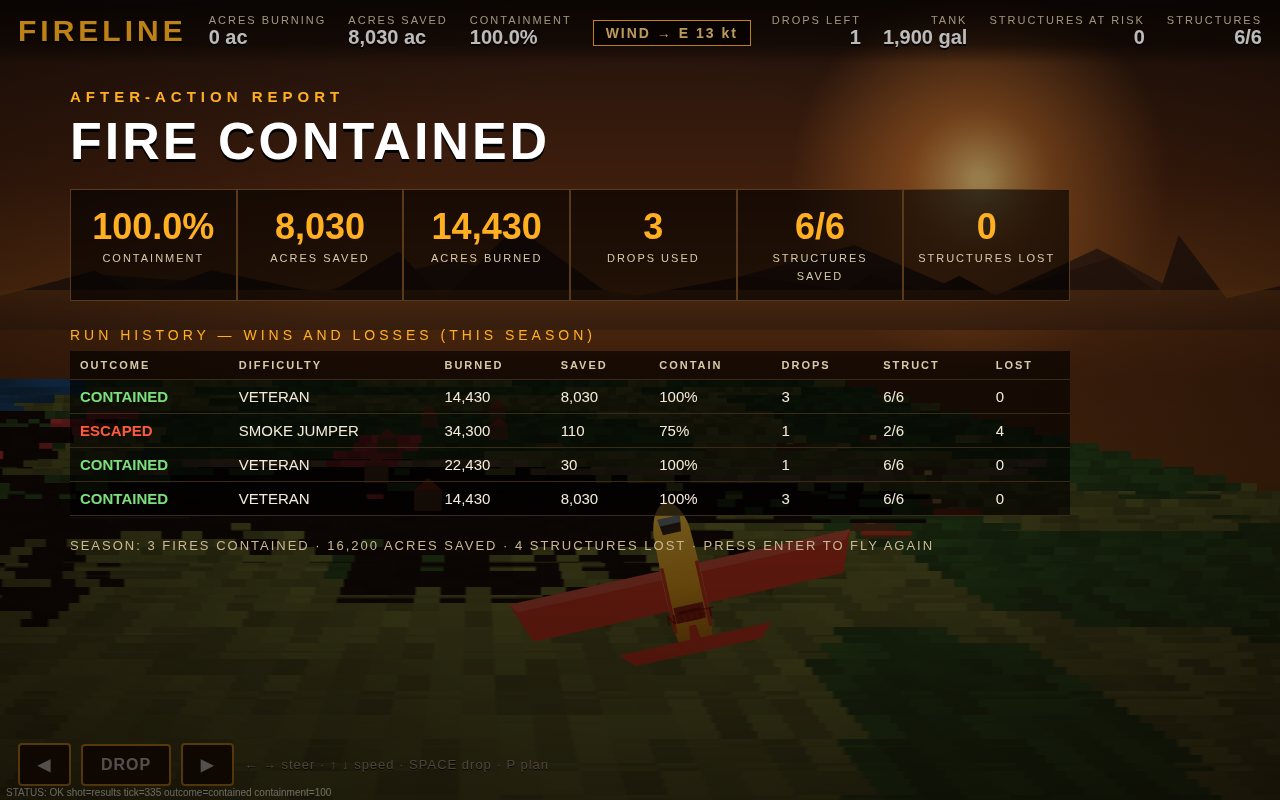 FIRELINE
ACRES BURNING ACRES SAVED CONTAINMENT DROPS LEFT TANK STRUCTURES AT RISK STRUCTURES
0 ac 8,030 ac 100.0% WIND → E 13 kt 1 1,900 gal 0 6/6
AFTER-ACTION REPORT
FIRE CONTAINED
100.0% 8,030 14,430 3 6/6 0
CONTAINMENT ACRES SAVED ACRES BURNED DROPS USED STRUCTURES SAVED STRUCTURES LOST
RUN HISTORY — WINS AND LOSSES (THIS SEASON)
OUTCOME DIFFICULTY BURNED SAVED CONTAIN DROPS STRUCT LOST
CONTAINED VETERAN 14,430 8,030 100% 3 6/6 0
ESCAPED SMOKE JUMPER 34,300 110 75% 1 2/6 4
CONTAINED VETERAN 22,430 30 100% 1 6/6 0
CONTAINED VETERAN 14,430 8,030 100% 3 6/6 0
SEASON: 3 FIRES CONTAINED · 16,200 ACRES SAVED · 4 STRUCTURES LOST · PRESS ENTER TO FLY AGAIN
◀ DROP ▶ ← → steer · ↑ ↓ speed · SPACE drop · P plan
STATUS: OK shot=results tick=335 outcome=contained containment=100